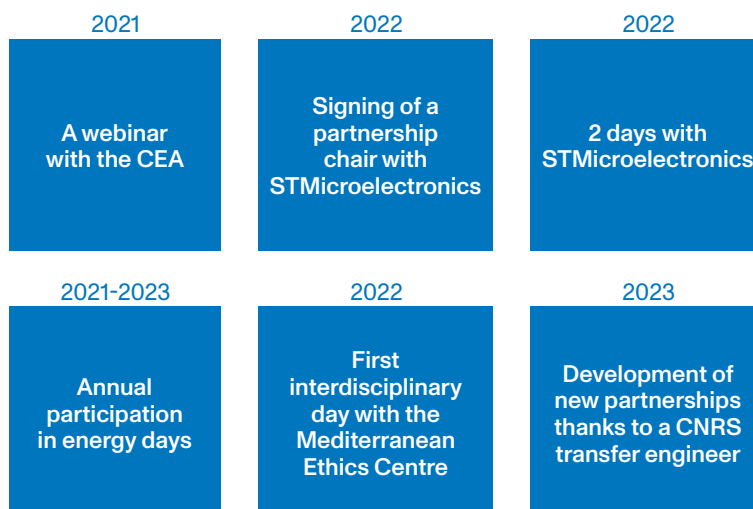 2021
A webinar
with the CEA
2022
Signing of a
partnership
chair with
STMicroelectronics
2022
2 days with
STMicroelectronics
2021-2023
Annual
participation
in energy days
2022
First
interdisciplinary
day with the
Mediterranean
Ethics Centre
2023
Development of
new partnerships
thanks to a CNRS
transfer engineer